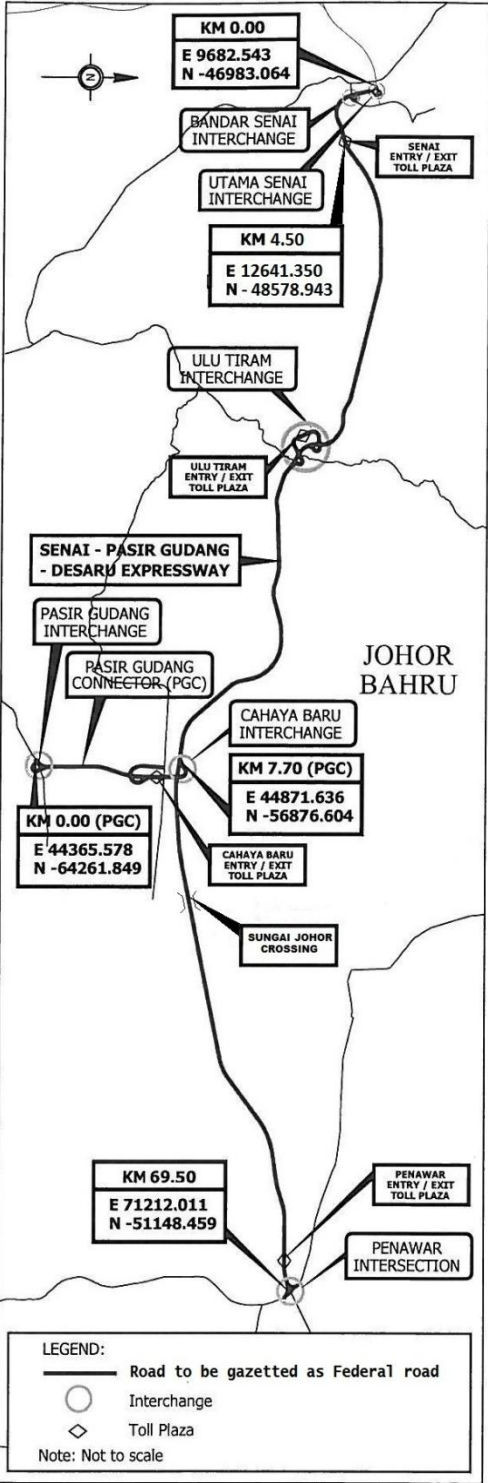 KM 0.00
E 9682.543
N -46983.064
N
BANDAR SENAI
INTERCHANGE
SENAI
ENTRY / EXIT
TOLL PLAZA
UTAMA SENAI
INTERCHANGE
KM 4.50
E 12641.350
N - 48578.943
ULU TIRAM
INTERCHANGE
ULU TIRAM
ENTRY / EXIT
TOLL PLAZA
SENAI - PASIR GUDANG
- DESARU EXPRESSWAY
PASIR GUDANG
INTERCHANGE
JOHOR
BAHRU
PASIR GUDANG
CONNECTOR (PGC)
CAHAYA BARU
INTERCHANGE
KM 7.70 (PGC)
E 44871.636
N -56876.604
KM 0.00 (PGC)
E 44365.578
N -64261.849
CAHAYA BARU
ENTRY / EXIT
TOLL PLAZA
SUNGAI JOHOR
CROSSING
KM 69.50
E 71212.011
N -51148.459
PENAWAR
ENTRY / EXIT
TOLL PLAZA
PENAWAR
INTERSECTION
LEGEND:
Road to be gazetted as Federal road
Interchange
Toll Plaza
Note: Not to scale